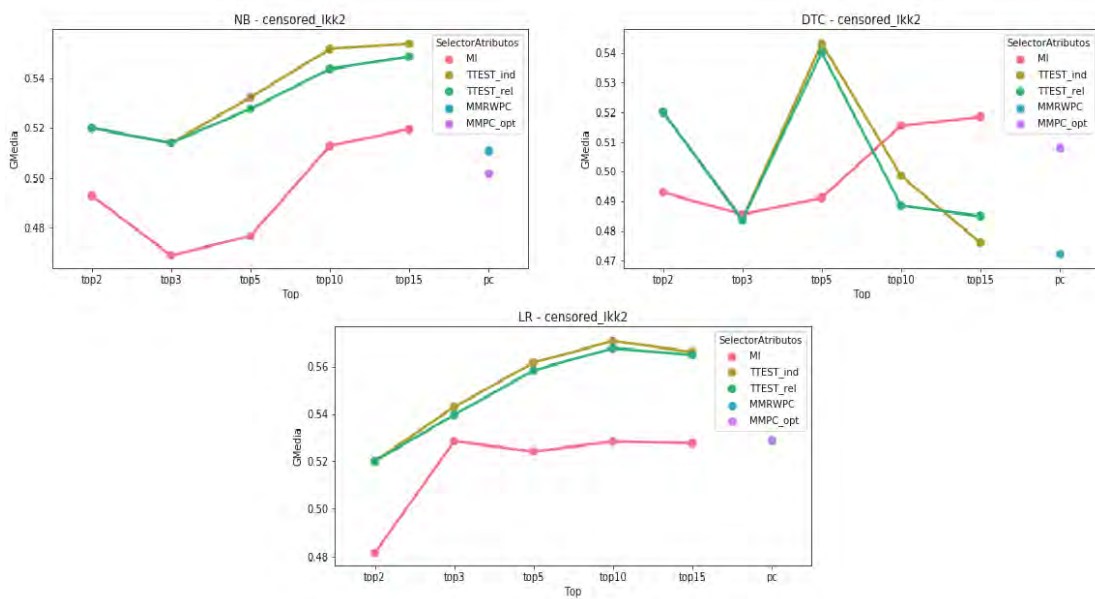 NB - censored_lkk2
GMedia
0.54
0.52
0.50
0.48
top2 top3 top5 top10 top15 pc
Top
SelectorAtributos
MI
TTEST_ind
TTEST_rel
MMRWPC
MMPC_opt
DTC - censored_lkk2
GMedia
0.54
0.53
0.52
0.51
0.50
0.49
0.48
0.47
top2 top3 top5 top10 top15 pc
Top
SelectorAtributos
MI
TTEST_ind
TTEST_rel
MMRWPC
MMPC_opt
LR - censored_lkk2
GMedia
0.56
0.54
0.52
0.50
0.48
top2 top3 top5 top10 top15 pc
Top
SelectorAtributos
MI
TTEST_ind
TTEST_rel
MMRWPC
MMPC_opt